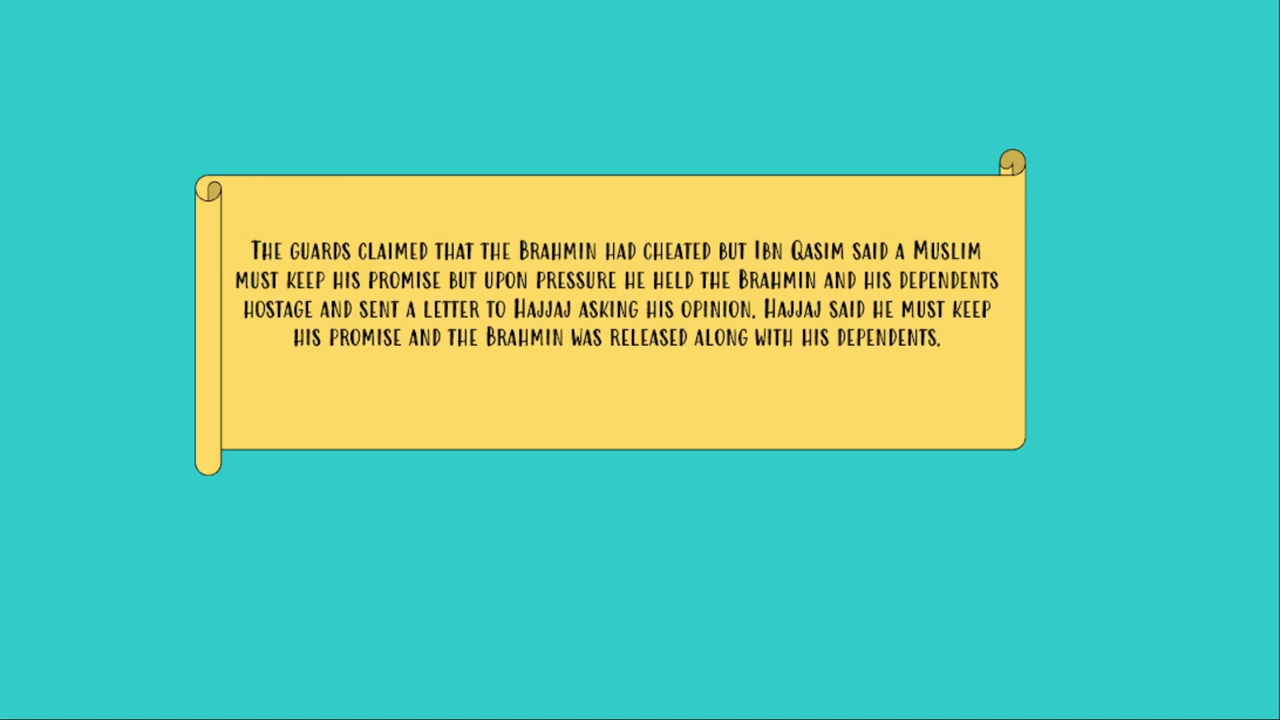 The guards claimed that the Brahmin had cheated but Ibn Qasim said a Muslim
must keep his promise but upon pressure he held the Brahmin and his dependents
hostage and sent a letter to Hajjaj asking his opinion. Hajjaj said he must keep
his promise and the Brahmin was released along with his dependents.